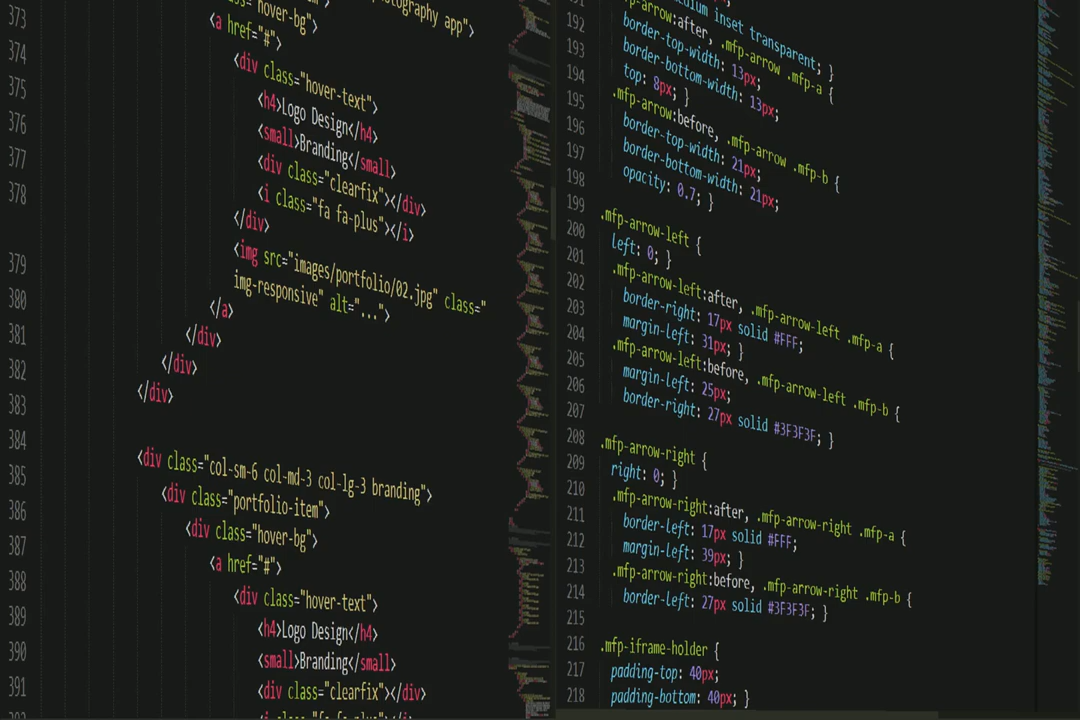 class="hover-bg">
373 <a href="#">
374 <div class="hover-text">
375 <h4>Logo Design</h4>
376 <small>Branding</small>
377 <div class="clearfix"></div>
378 <i class="fa fa-plus"></i>
</div>
<img src="images/portfolio/02.jpg" class="
379 img-responsive" alt="...">
380 </a>
381 </div>
382 </div>
383 </div>
384
385 <div class="col-sm-6 col-md-3 col-lg-3 branding">
386 <div class="portfolio-item">
387 <div class="hover-bg">
388 <a href="#">
389 <div class="hover-text">
390 <h4>Logo Design</h4>
391 <small>Branding</small>
<div class="clearfix"></div>
inset transparent; }
.mfp-arrow:after, .mfp-arrow .mfp-a {
192 border-top-width: 13px;
193 border-bottom-width: 13px;
194 top: 8px; }
195 .mfp-arrow:before, .mfp-arrow .mfp-b {
196 border-top-width: 21px;
197 border-bottom-width: 21px;
198 opacity: 0.7; }
199
200 .mfp-arrow-left {
201 left: 0; }
202 .mfp-arrow-left:after, .mfp-arrow-left .mfp-a {
203 border-right: 17px solid #FFF;
204 margin-left: 31px; }
205 .mfp-arrow-left:before, .mfp-arrow-left .mfp-b {
206 margin-left: 25px;
207 border-right: 27px solid #3F3F3F; }
208
209 .mfp-arrow-right {
210 right: 0; }
211 .mfp-arrow-right:after, .mfp-arrow-right .mfp-a {
212 border-left: 17px solid #FFF;
213 margin-left: 39px; }
214 .mfp-arrow-right:before, .mfp-arrow-right .mfp-b {
215 border-left: 27px solid #3F3F3F; }
216 .mfp-iframe-holder {
217 padding-top: 40px;
218 padding-bottom: 40px; }